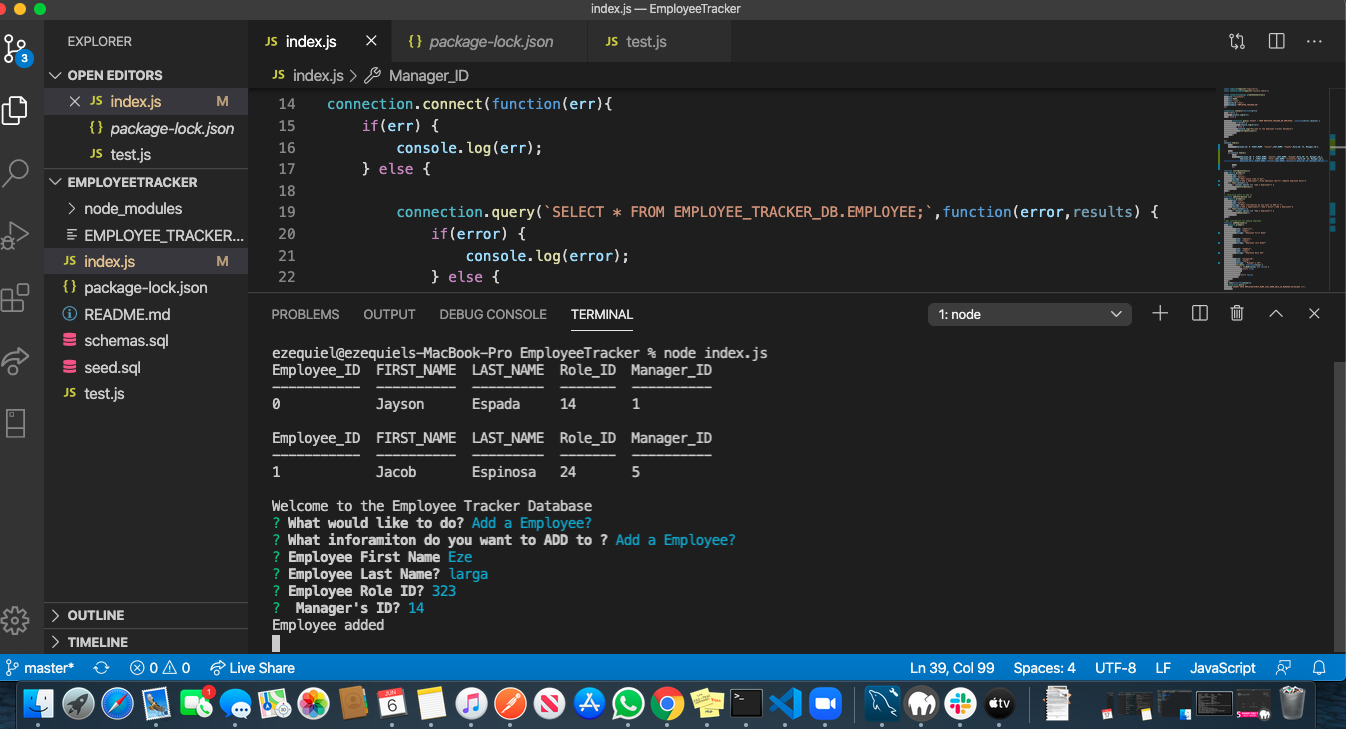 index.js — EmployeeTracker
EXPLORER
OPEN EDITORS
JS index.js M
{} package-lock.json
JS test.js
EMPLOYEETRACKER
node_modules
EMPLOYEE_TRACKER...
JS index.js M
{} package-lock.json
README.md
schemas.sql
seed.sql
JS test.js
OUTLINE
TIMELINE
3
JS index.js {} package-lock.json JS test.js
JS index.js > Manager_ID
14 connection.connect(function(err){
15 if(err) {
16 console.log(err);
17 } else {
18
19 connection.query(`SELECT * FROM EMPLOYEE_TRACKER_DB.EMPLOYEE;`,function(error,results) {
20 if(error) {
21 console.log(error);
22 } else {
PROBLEMS OUTPUT DEBUG CONSOLE TERMINAL 1: node
ezequiel@ezequiels-MacBook-Pro EmployeeTracker % node index.js
Employee_ID FIRST_NAME LAST_NAME Role_ID Manager_ID
----------- ---------- --------- ------- ----------
0 Jayson Espada 14 1
Employee_ID FIRST_NAME LAST_NAME Role_ID Manager_ID
----------- ---------- --------- ------- ----------
1 Jacob Espinosa 24 5
Welcome to the Employee Tracker Database
? What would like to do? Add a Employee?
? What inforamiton do you want to ADD to ? Add a Employee?
? Employee First Name Eze
? Employee Last Name? larga
? Employee Role ID? 323
? Manager's ID? 14
Employee added
master* 0 0 Live Share Ln 39, Col 99 Spaces: 4 UTF-8 LF JavaScript
1
JUN
6
tv